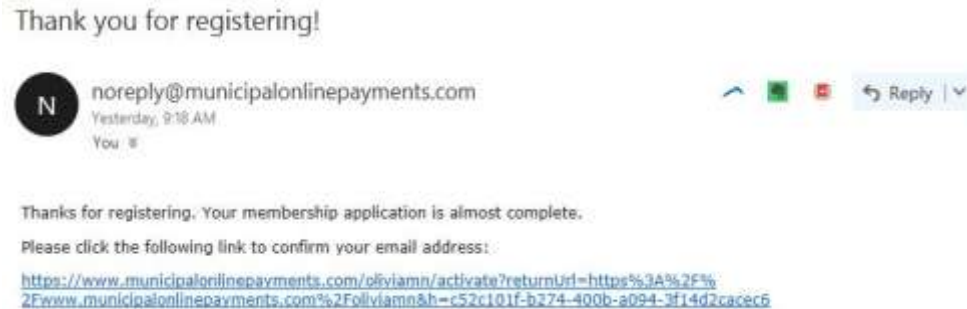 Thank you for registering!
N
noreply@municipalonlinepayments.com
Reply
Yesterday, 9:18 AM
You
Thanks for registering. Your membership application is almost complete.
Please click the following link to confirm your email address:
https://www.municipalonlinepayments.com/oliviamn/activate?returnUrl=https%3A%2F%
2Fwww.municipalonlinepayments.com%2Foliviamn&h=c52c101f-b274-400b-a094-3f14d2cacec6